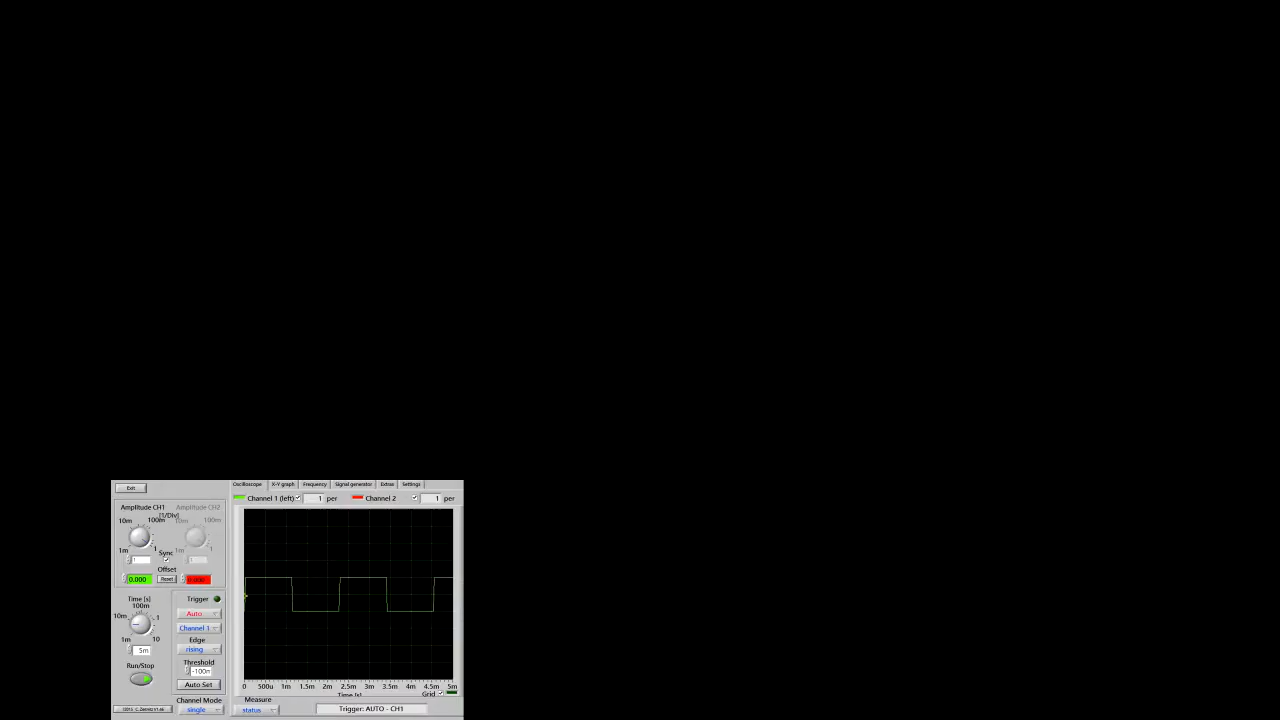 Exit
Oscilloscope X-Y graph Frequency Signal generator Extras Settings
Channel 1 (left) 1 per Channel 2 1 per
Amplitude CH1 Amplitude CH2
[1/Div]
10m 100m 10m 100m
1m 1 1m 1
Sync
1 1
Offset
0.000 Reset 0.000
Time [s]
100m
10m 1
1m 10
5m
Run/Stop
Trigger
Auto
Channel 1
Edge
rising
Threshold
Auto Set
Channel Mode
single
0 500u 1m 1.5m 2m 2.5m 3m 3.5m 4m 4.5m 5m
Time [s]
Grid
Measure
status
Trigger: AUTO - CH1